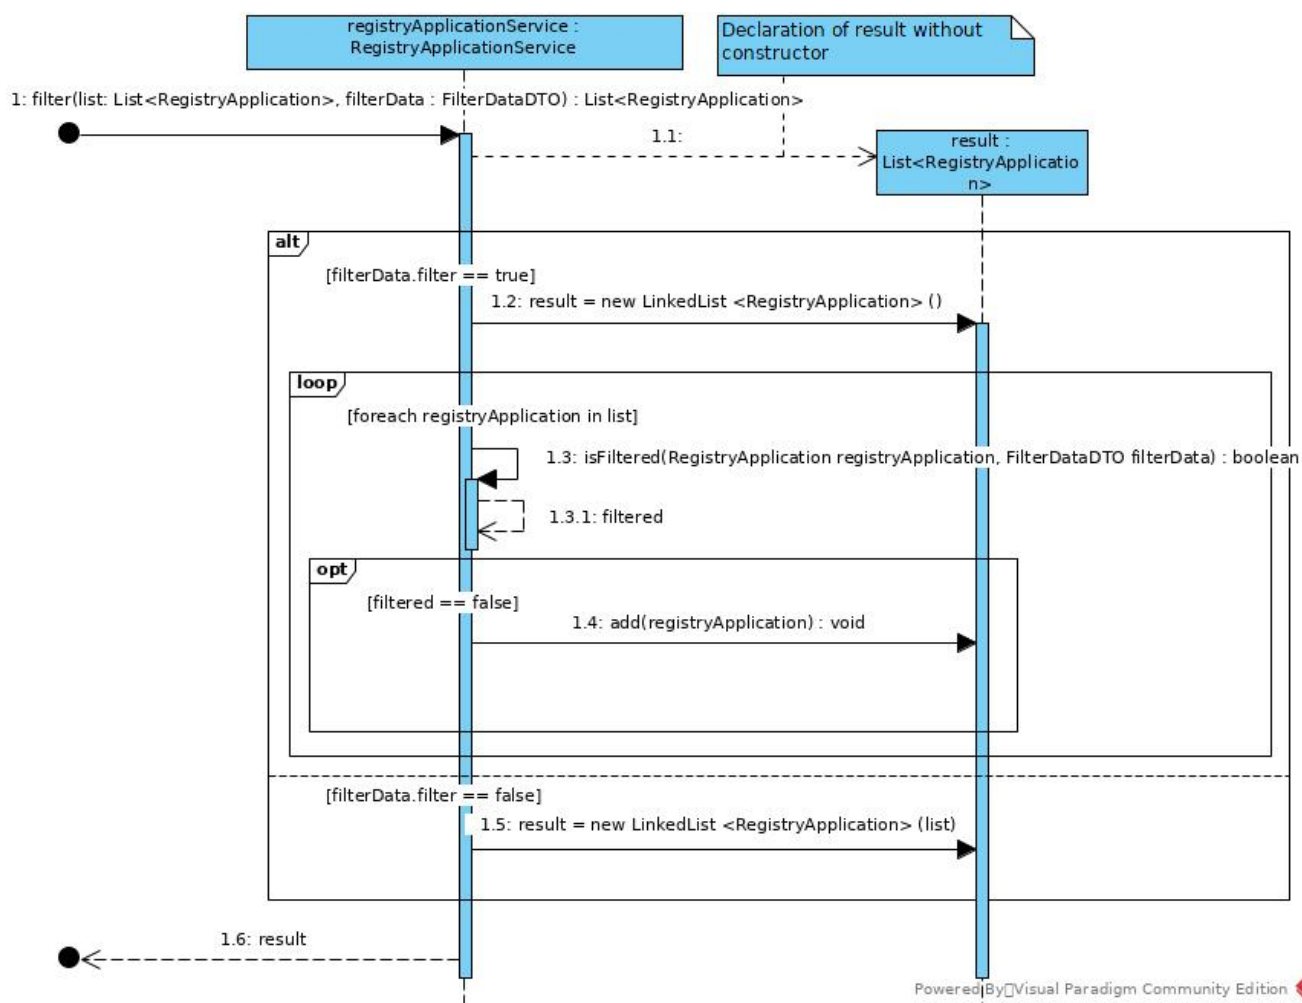 registryApplicationService :
RegistryApplicationService
Declaration of result without
constructor
1: filter(list: List<RegistryApplication>, filterData : FilterDataDTO) : List<RegistryApplication>
1.1:
result :
List<RegistryApplicatio
n>
alt
[filterData.filter == true]
1.2: result = new LinkedList <RegistryApplication> ()
loop
[foreach registryApplication in list]
1.3: isFiltered(RegistryApplication registryApplication, FilterDataDTO filterData) : boolean
1.3.1: filtered
opt
[filtered == false]
1.4: add(registryApplication) : void
[filterData.filter == false]
1.5: result = new LinkedList <RegistryApplication> (list)
1.6: result
Powered By Visual Paradigm Community Edition